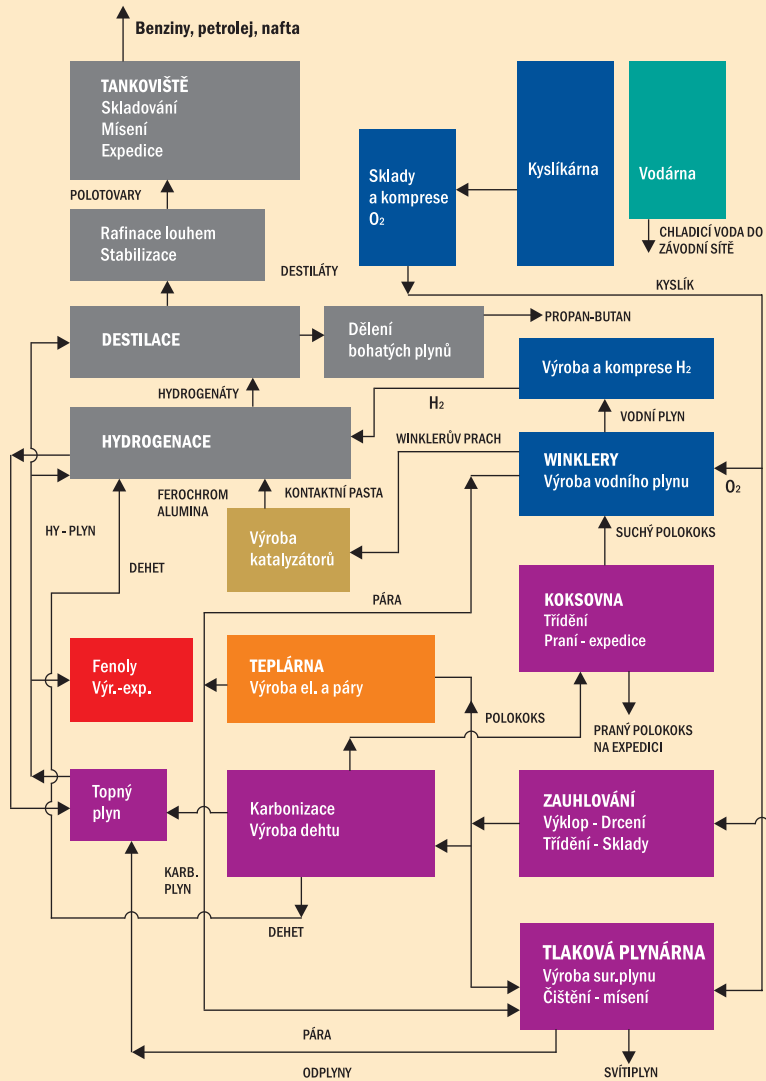 Benziny, petrolej, nafta
TANKOVIŠTĚ
Skladování
Mísení
Expedice
Sklady
a komprese
O₂
Kyslíkárna
Vodárna
POLOTOVARY
Rafinace louhem
Stabilizace
CHLADICÍ VODA DO
ZÁVODNÍ SÍTĚ
DESTILÁTY
KYSLÍK
DESTILACE
Dělení
bohatých plynů
PROPAN-BUTAN
Výroba a komprese H₂
HYDROGENÁTY
H₂
VODNÍ PLYN
HYDROGENACE
WINKLERŮV PRACH
WINKLERY
Výroba vodního plynu
O₂
FEROCHROM
ALUMINA
KONTAKTNÍ PASTA
HY - PLYN
DEHET
Výroba
katalyzátorů
SUCHÝ POLOKOKS
PÁRA
KOKSOVNA
Třídění
Praní - expedice
Fenoly
Výr.-exp.
TEPLÁRNA
Výroba el. a páry
POLOKOKS
PRANÝ POLOKOKS
NA EXPEDICI
Topný
plyn
Karbonizace
Výroba dehtu
ZAUHLOVÁNÍ
Výklop - Drcení
Třídění - Sklady
KARB.
PLYN
DEHET
TLAKOVÁ PLYNÁRNA
Výroba sur.plynu
Čištění - mísení
PÁRA
ODPLYNY
SVÍTIPLYN